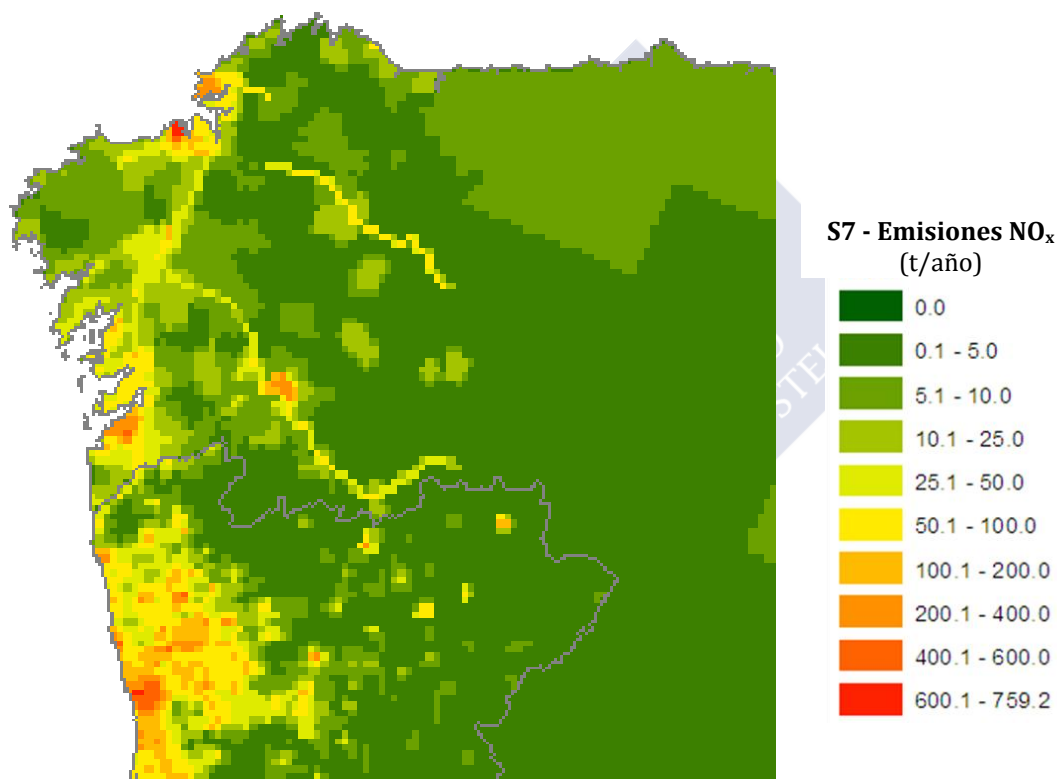 S7 - Emisiones NOx
(t/año)
0.0
0.1 - 5.0
5.1 - 10.0
10.1 - 25.0
25.1 - 50.0
50.1 - 100.0
100.1 - 200.0
200.1 - 400.0
400.1 - 600.0
600.1 - 759.2